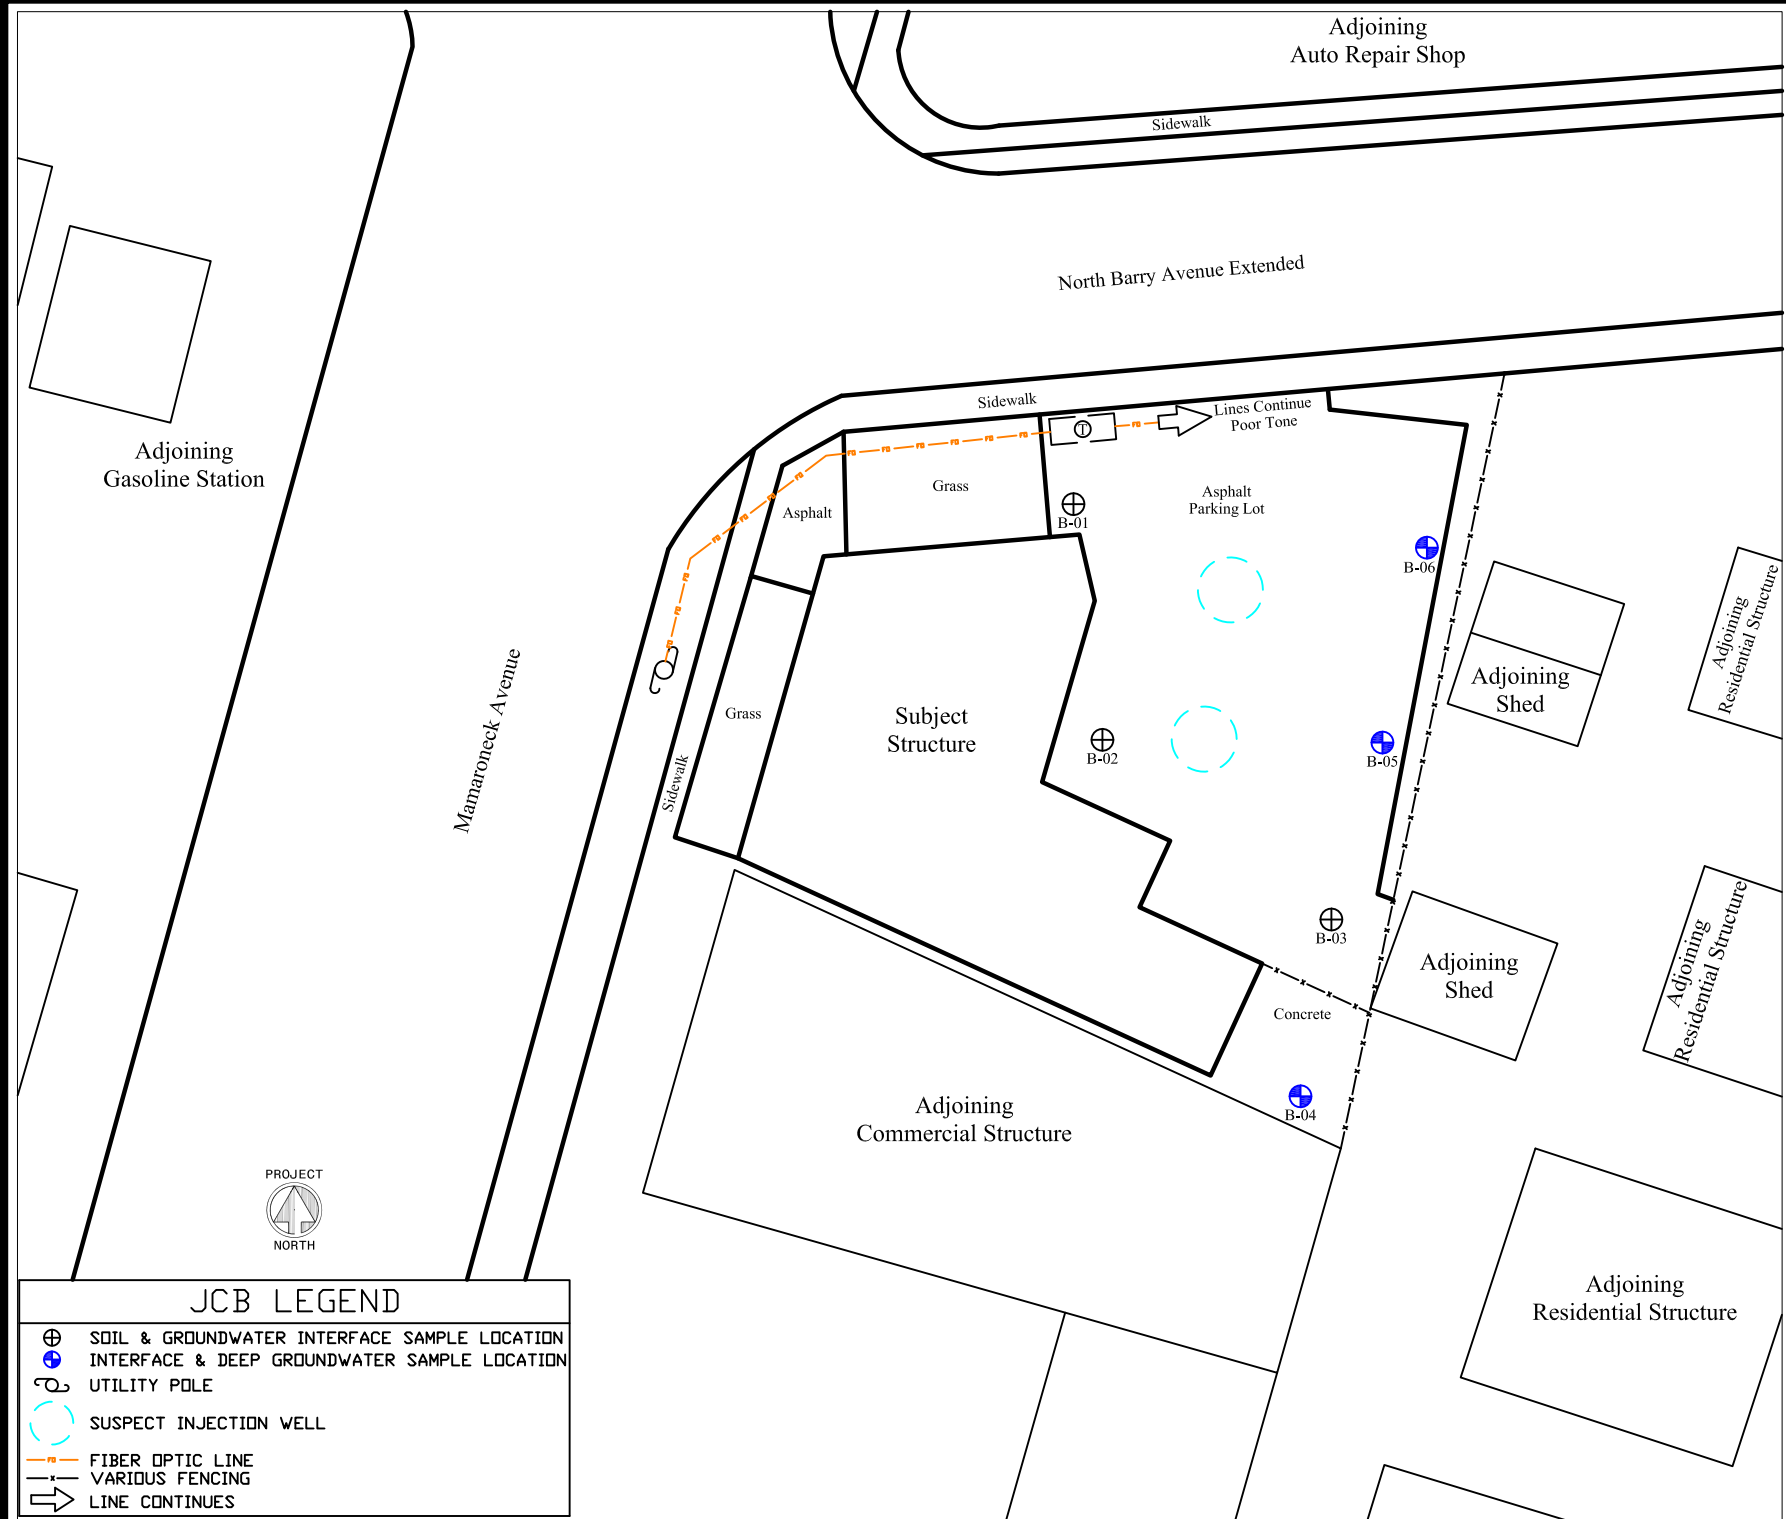 Adjoining
Auto Repair Shop
Sidewalk
North Barry Avenue Extended
Sidewalk
Lines Continue
Poor Tone
T
Adjoining
Gasoline Station
Grass
Asphalt
Asphalt
Parking Lot
B-01
B-06
Adjoining
Residential Structure
Mamaroneck Avenue
Grass
Sidewalk
Subject
Structure
B-02
B-05
Adjoining
Shed
B-03
Adjoining
Shed
Adjoining
Residential Structure
Concrete
B-04
Adjoining
Commercial Structure
PROJECT
NORTH
Adjoining
Residential Structure
JCB LEGEND
SOIL & GROUNDWATER INTERFACE SAMPLE LOCATION
INTERFACE & DEEP GROUNDWATER SAMPLE LOCATION
UTILITY POLE
SUSPECT INJECTION WELL
FIBER OPTIC LINE
VARIOUS FENCING
LINE CONTINUES